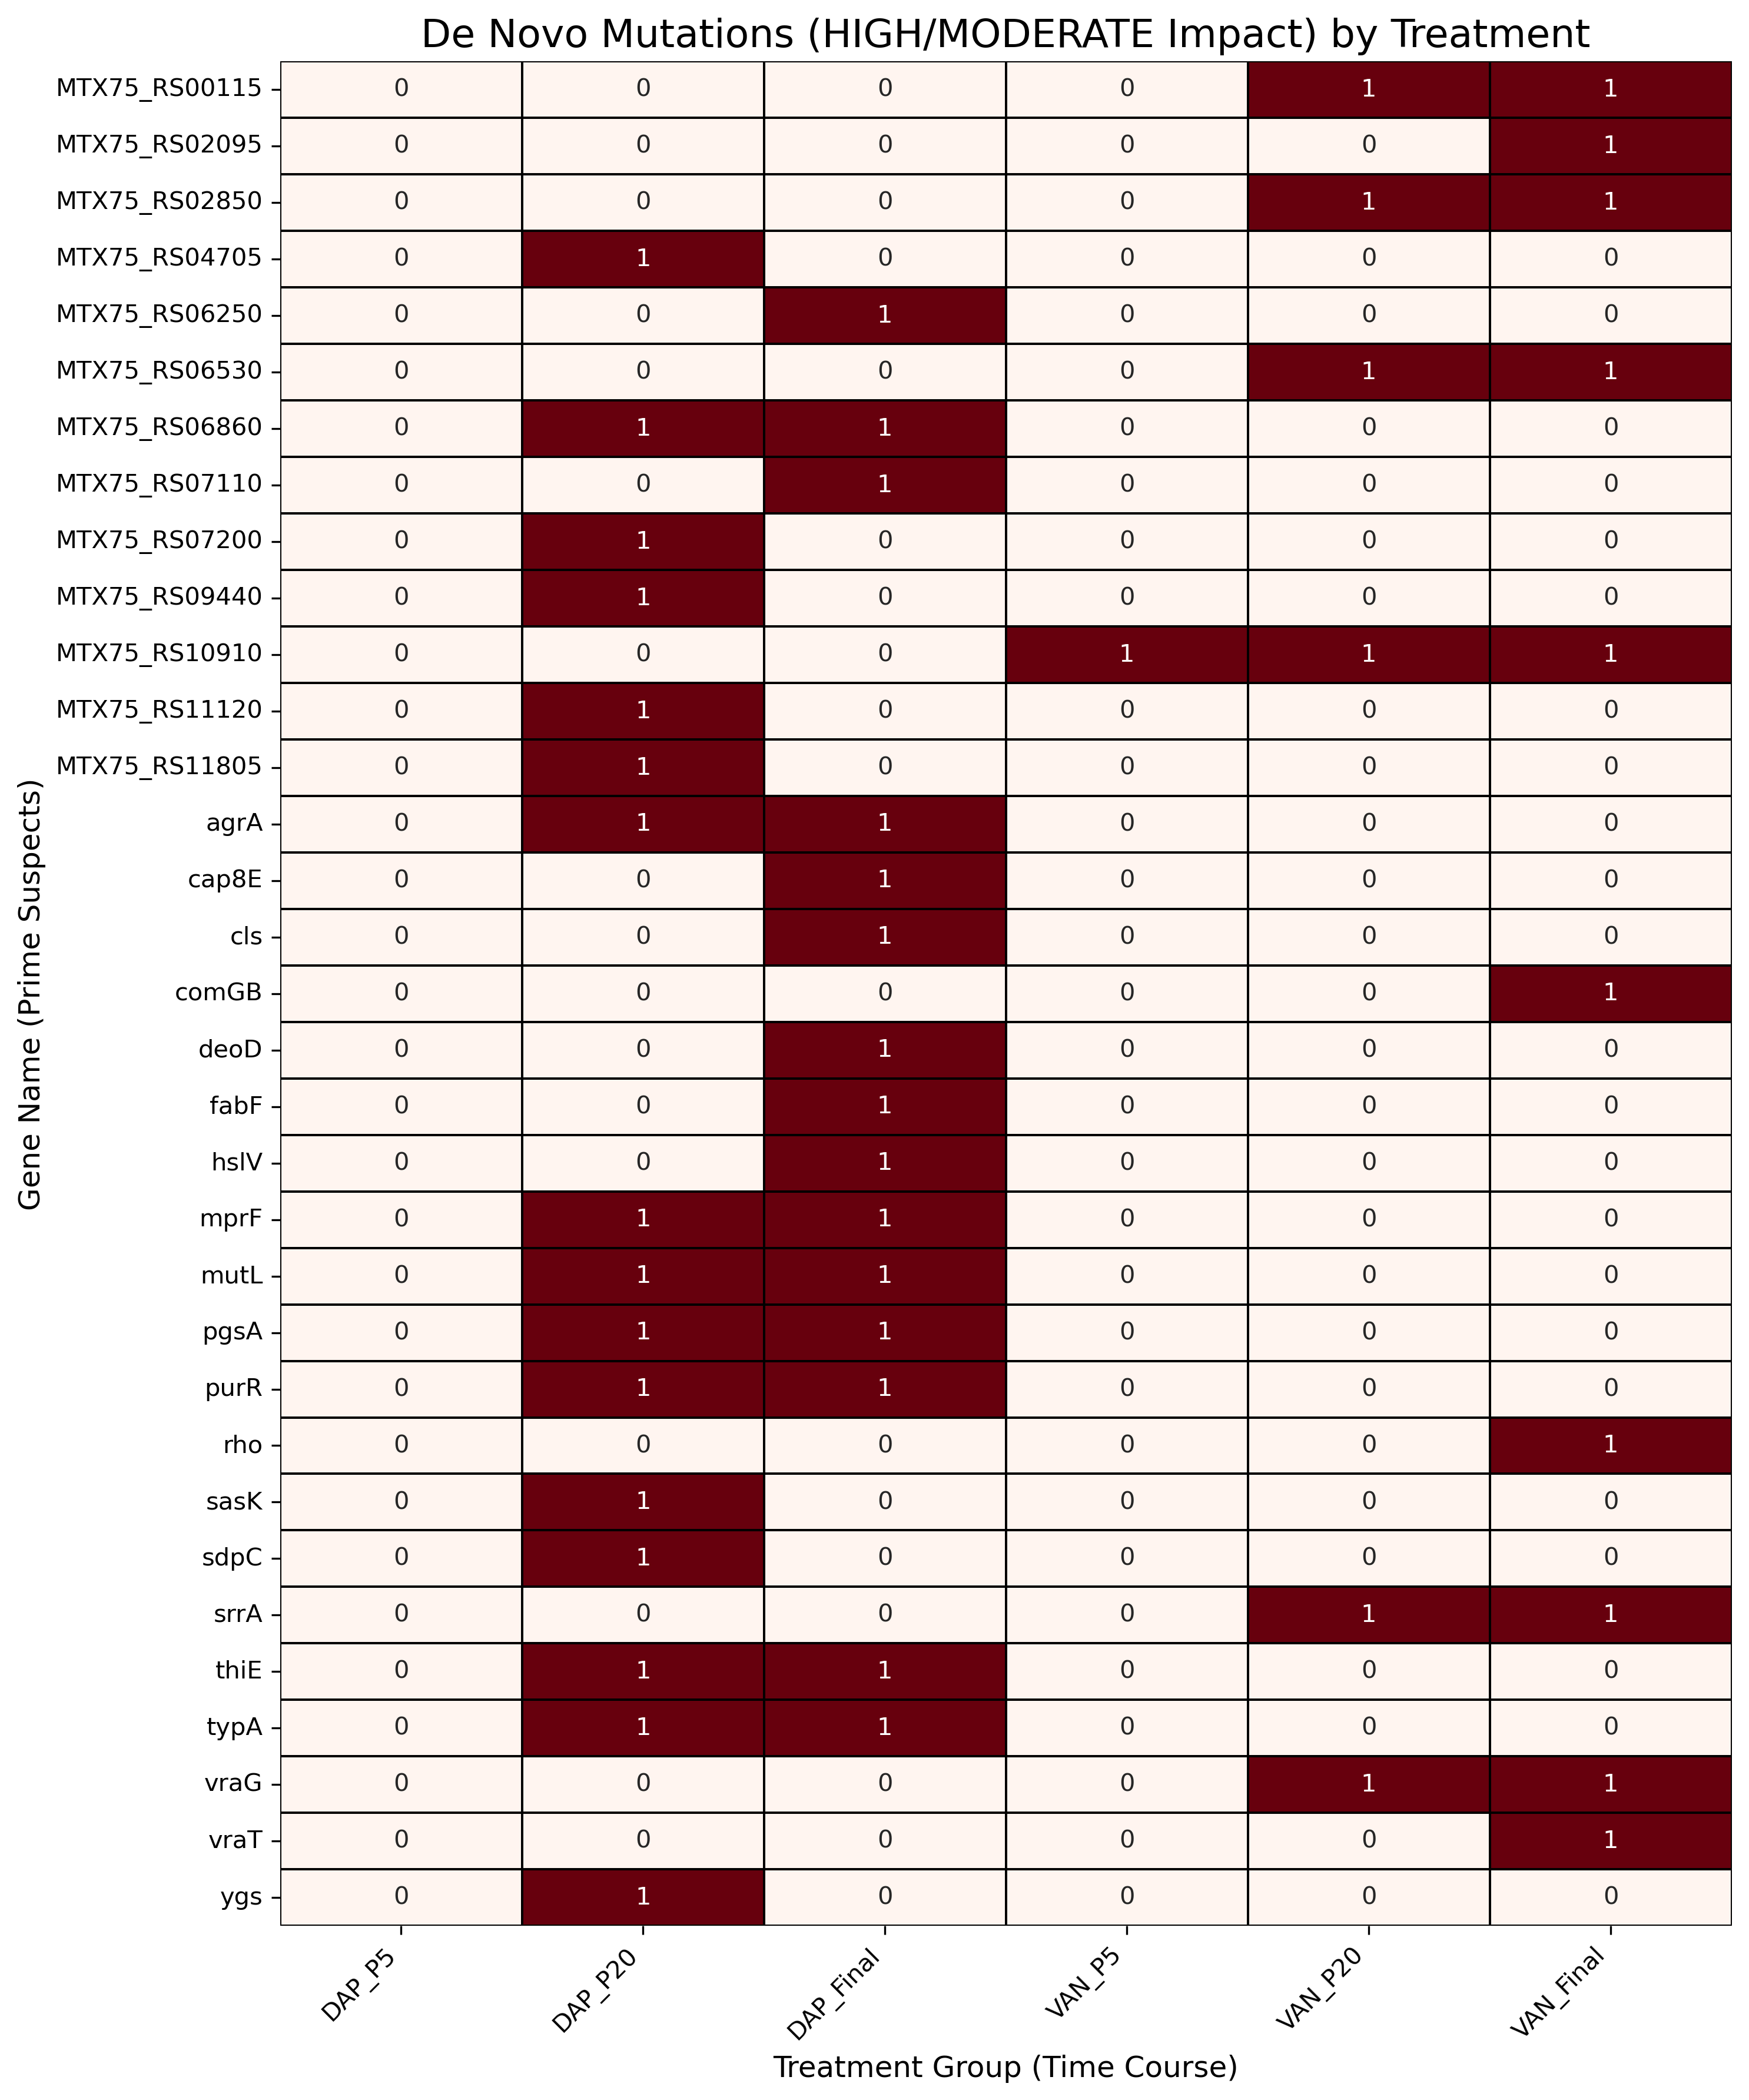 De Novo Mutations (HIGH/MODERATE Impact) by Treatment
MTX75_RS00115 0 0 0 0 1 1
MTX75_RS02095 0 0 0 0 0 1
MTX75_RS02850 0 0 0 0 1 1
MTX75_RS04705 0 1 0 0 0 0
MTX75_RS06250 0 0 1 0 0 0
MTX75_RS06530 0 0 0 0 1 1
MTX75_RS06860 0 1 1 0 0 0
MTX75_RS07110 0 0 1 0 0 0
MTX75_RS07200 0 1 0 0 0 0
MTX75_RS09440 0 1 0 0 0 0
MTX75_RS10910 0 0 0 1 1 1
MTX75_RS11120 0 1 0 0 0 0
MTX75_RS11805 0 1 0 0 0 0
agrA 0 1 1 0 0 0
cap8E 0 0 1 0 0 0
cls 0 0 1 0 0 0
comGB 0 0 0 0 0 1
deoD 0 0 1 0 0 0
fabF 0 0 1 0 0 0
hslV 0 0 1 0 0 0
mprF 0 1 1 0 0 0
mutL 0 1 1 0 0 0
pgsA 0 1 1 0 0 0
purR 0 1 1 0 0 0
rho 0 0 0 0 0 1
sasK 0 1 0 0 0 0
sdpC 0 1 0 0 0 0
srrA 0 0 0 0 1 1
thiE 0 1 1 0 0 0
typA 0 1 1 0 0 0
vraG 0 0 0 0 1 1
vraT 0 0 0 0 0 1
ygs 0 1 0 0 0 0
Gene Name (Prime Suspects)
DAP_P5 DAP_P20 DAP_Final VAN_P5 VAN_P20 VAN_Final
Treatment Group (Time Course)